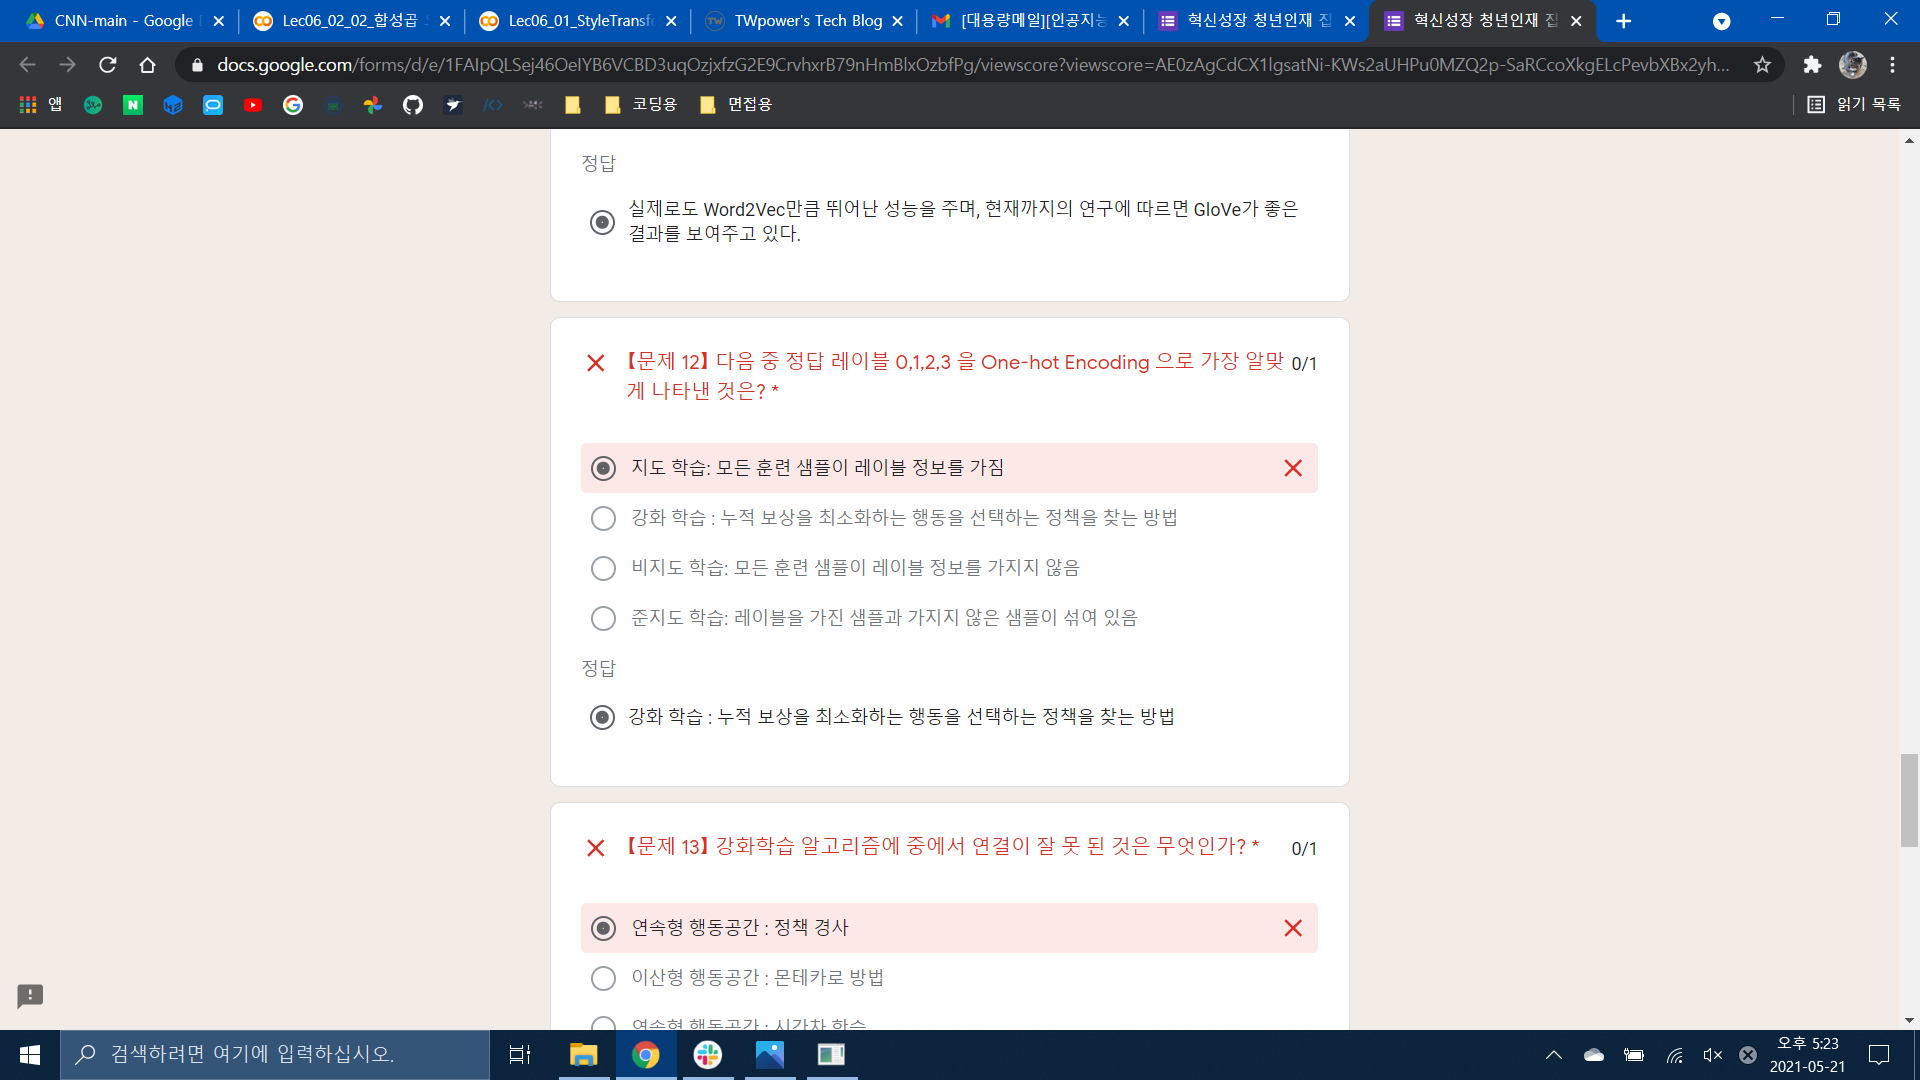 CNN-main - Google
Lec06_02_02_합성곱
Lec06_01_StyleTransfe
TWpower's Tech Blog
[대용량메일][인공지능
혁신성장 청년인재 집
혁신성장 청년인재 집
docs.google.com/forms/d/e/1FAIpQLSej46OeIYB6VCBD3uqOzjxfzG2E9CrvhxrB79nHmBlxOzbfPg/viewscore?viewscore=AE0zAgCdCX1lgsatNi-KWs2aUHPu0MZQ2p-SaRCcoXkgELcPevbXBx2yh...
앱
코딩용
면접용
읽기 목록
정답
실제로도 Word2Vec만큼 뛰어난 성능을 주며, 현재까지의 연구에 따르면 GloVe가 좋은
결과를 보여주고 있다.
【문제 12】 다음 중 정답 레이블 0,1,2,3 을 One-hot Encoding 으로 가장 알맞 0/1
게 나타낸 것은? *
지도 학습: 모든 훈련 샘플이 레이블 정보를 가짐
강화 학습 : 누적 보상을 최소화하는 행동을 선택하는 정책을 찾는 방법
비지도 학습: 모든 훈련 샘플이 레이블 정보를 가지지 않음
준지도 학습: 레이블을 가진 샘플과 가지지 않은 샘플이 섞여 있음
정답
강화 학습 : 누적 보상을 최소화하는 행동을 선택하는 정책을 찾는 방법
【문제 13】 강화학습 알고리즘에 중에서 연결이 잘 못 된 것은 무엇인가? * 0/1
연속형 행동공간 : 정책 경사
이산형 행동공간 : 몬테카로 방법
연속형 행동공간 : 시간차 학습
검색하려면 여기에 입력하십시오.
오후 5:23
2021-05-21